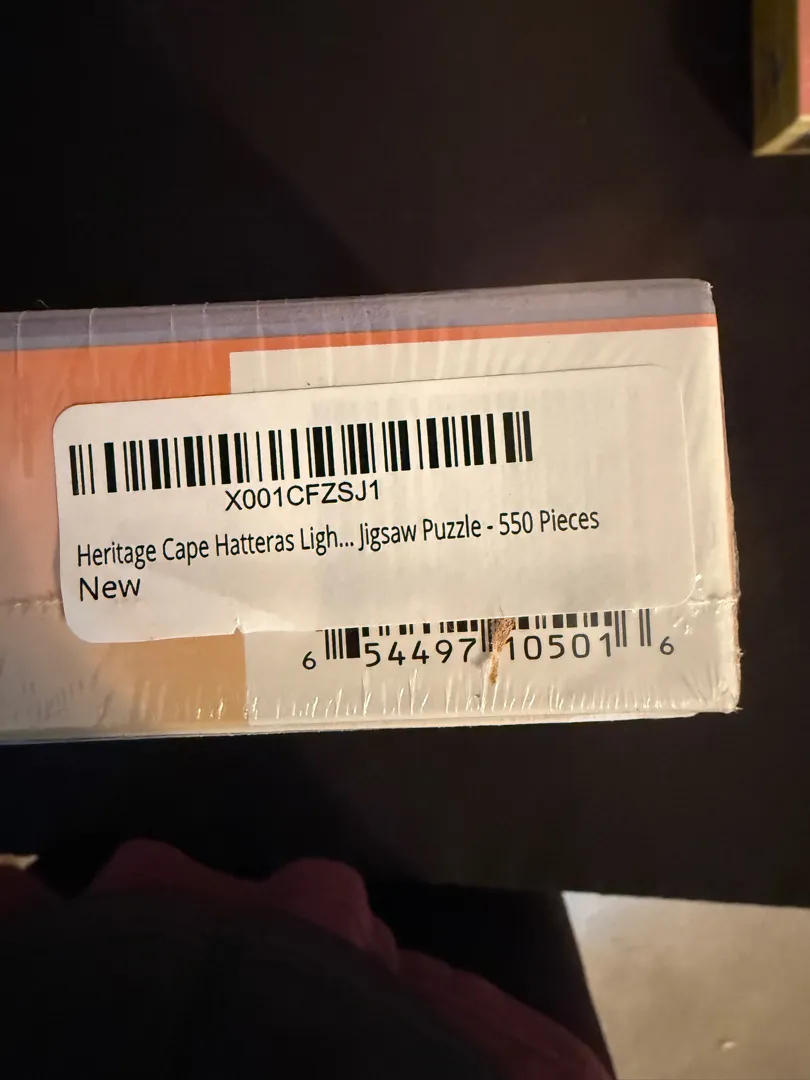 X001CFZSJ1
Heritage Cape Hatteras Ligh... Jigsaw Puzzle - 550 Pieces
New
6 54497 10501 6